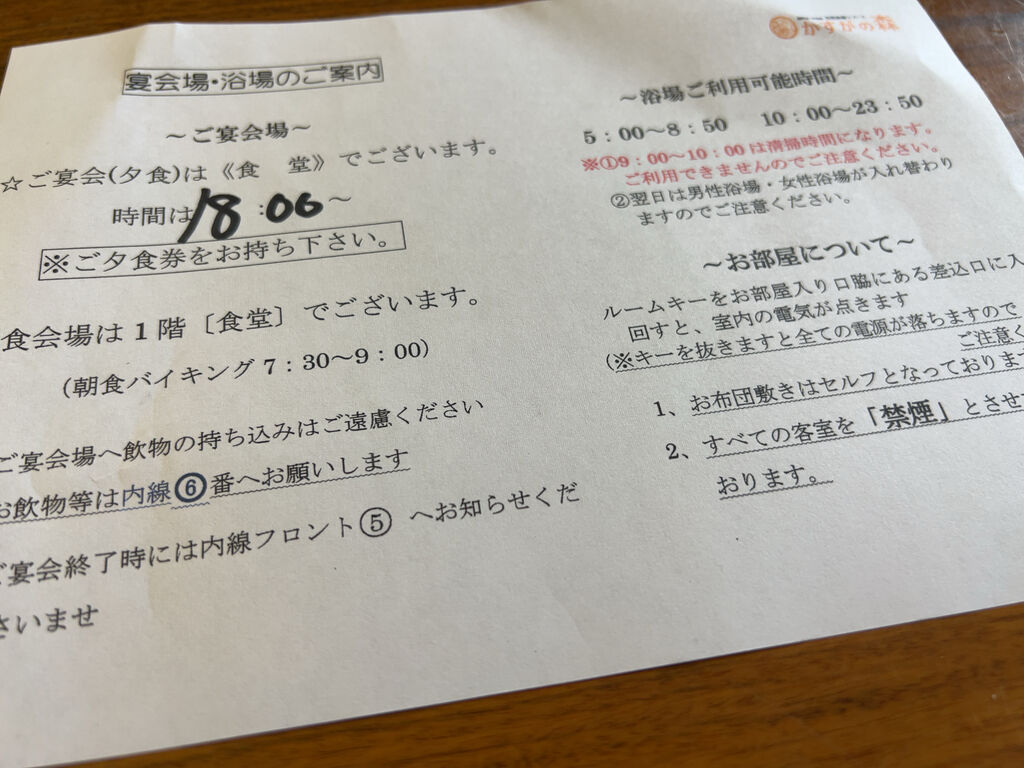 かすがの森
宴会場・浴場のご案内
～ご宴会場～
☆ご宴会(夕食)は《食 堂》でございます。
時間は18:00～
※ご夕食券をお持ち下さい。
食会場は1階〔食堂〕でございます。
(朝食バイキング7：30～9：00)
ご宴会場へ飲物の持ち込みはご遠慮ください
お飲物等は内線⑥番へお願いします
ご宴会終了時には内線フロント⑤ へお知らせくだ
さいませ
～浴場ご利用可能時間～
5：00～8：50 10：00～23：50
※①9：00～10：00は清掃時間になります。
ご利用できませんのでご注意ください。
②翌日は男性浴場・女性浴場が入れ替わり
ますのでご注意ください。
～お部屋について～
ルームキーをお部屋入り口脇にある差込口に入
回すと、室内の電気が点きます
(※キーを抜きますと全ての電源が落ちますので
ご注意く
1、お布団敷きはセルフとなっておりま
2、すべての客室を「禁煙」とさせ
おります。